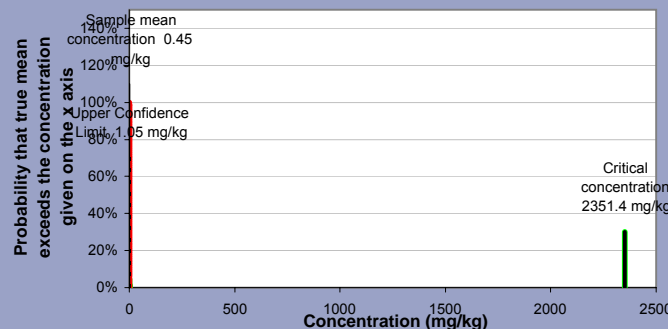 Probability that true mean
exceeds the concentration
given on the x axis
140%
120%
100%
80%
60%
40%
20%
0%
Sample mean
concentration 0.45
mg/kg
Upper Confidence
Limit 1.05 mg/kg
Critical
concentration
2351.4 mg/kg
0
500
1000
1500
2000
2500
Concentration (mg/kg)